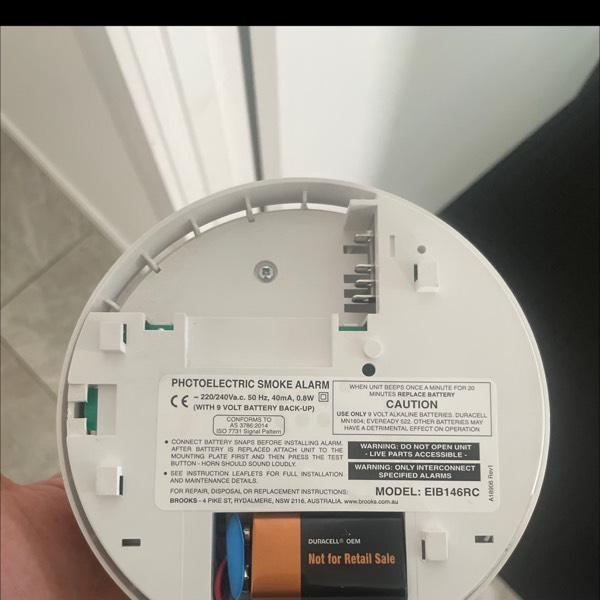 PHOTOELECTRIC SMOKE ALARM
CE ~ 220/240Va.c. 50 Hz, 40mA, 0.8W
(WITH 9 VOLT BATTERY BACK-UP)
CONFORMS TO
AS 3786:2014
ISO 7731 Signal Pattern
• CONNECT BATTERY SNAPS BEFORE INSTALLING ALARM.
AFTER BATTERY IS REPLACED ATTACH UNIT TO THE
MOUNTING PLATE FIRST AND THEN PRESS THE TEST
BUTTON - HORN SHOULD SOUND LOUDLY.
• SEE INSTRUCTION LEAFLETS FOR FULL INSTALLATION
AND MAINTENANCE DETAILS.
FOR REPAIR, DISPOSAL OR REPLACEMENT INSTRUCTIONS:
BROOKS - 4 PIKE ST, RYDALMERE, NSW 2116, AUSTRALIA. www.brooks.com.au
WHEN UNIT BEEPS ONCE A MINUTE FOR 20
MINUTES REPLACE BATTERY
CAUTION
USE ONLY 9 VOLT ALKALINE BATTERIES. DURACELL
MN1604; EVEREADY 522. OTHER BATTERIES MAY
HAVE A DETRIMENTAL EFFECT ON OPERATION
WARNING: DO NOT OPEN UNIT
- LIVE PARTS ACCESSIBLE -
WARNING: ONLY INTERCONNECT
SPECIFIED ALARMS
MODEL: EIB146RC
A18906 Rev1
DURACELL® OEM
Not for Retail Sale